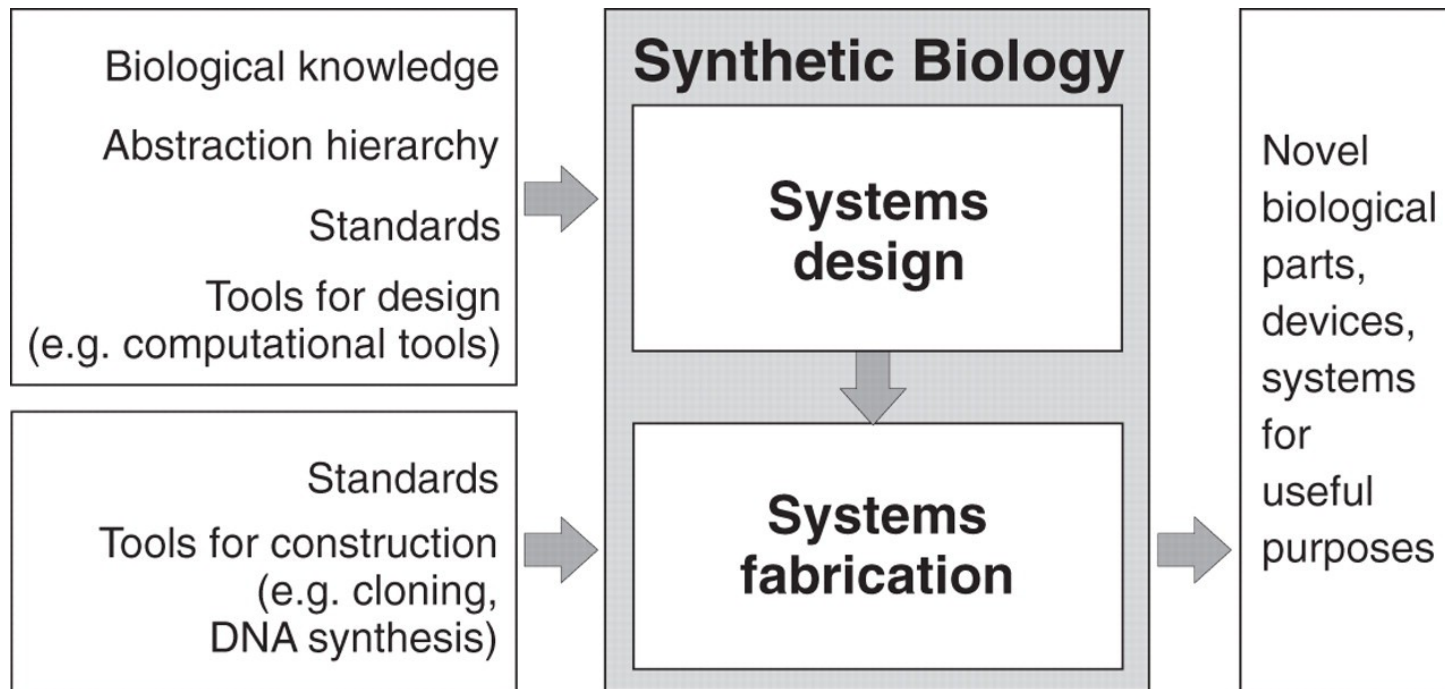 Biological knowledge
Abstraction hierarchy
Standards
Tools for design
(e.g. computational tools)
Standards
Tools for construction
(e.g. cloning,
DNA synthesis)
Synthetic Biology
Systems
design
Systems
fabrication
Novel
biological
parts,
devices,
systems
for
useful
purposes